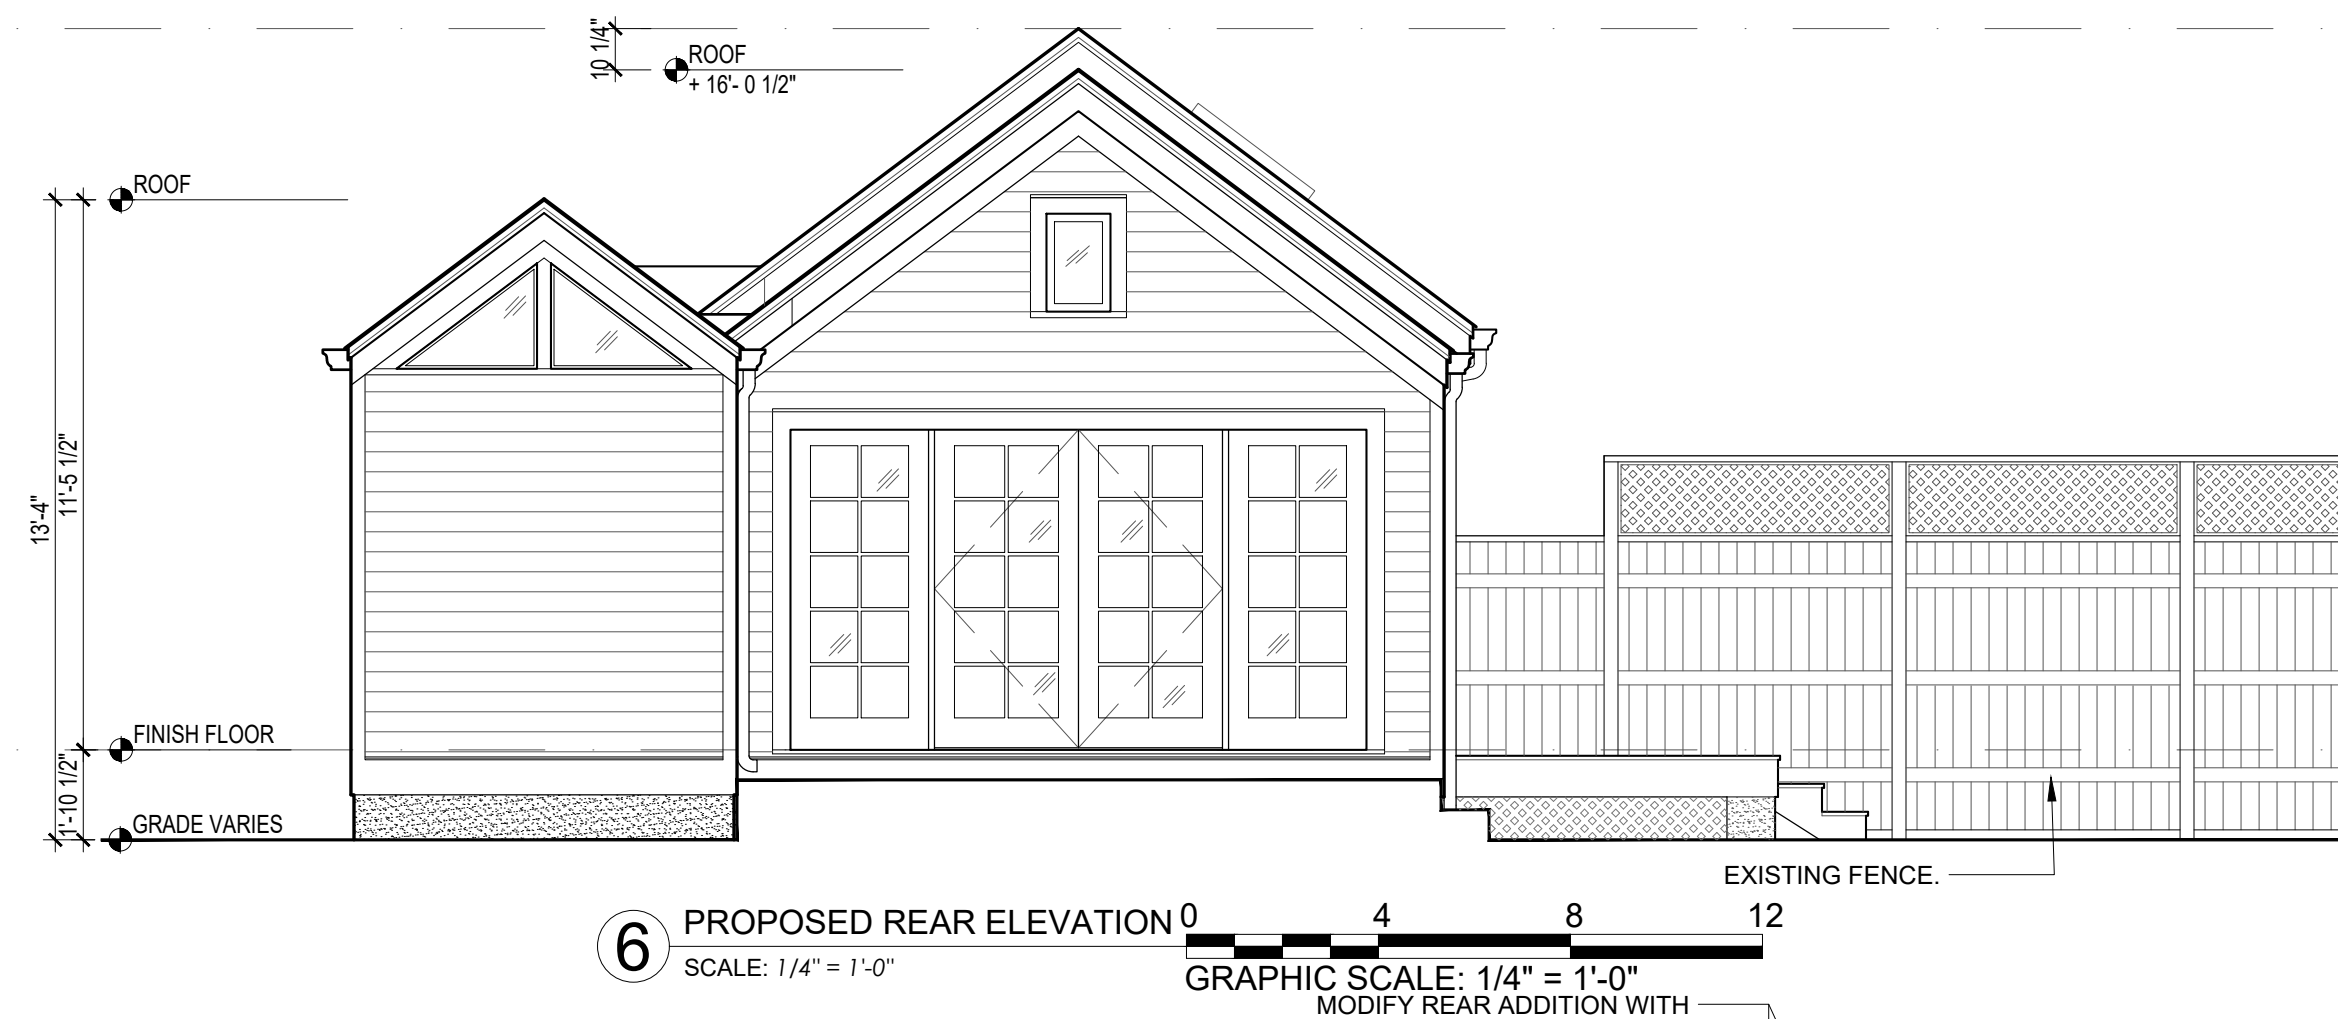 10 1/4"
ROOF
+ 16'- 0 1/2"
ROOF
13'-4"
11'-5 1/2"
FINISH FLOOR
1'-10 1/2"
GRADE VARIES
EXISTING FENCE.
6
PROPOSED REAR ELEVATION
SCALE: 1/4" = 1'-0"
0 4 8 12
GRAPHIC SCALE: 1/4" = 1'-0"
MODIFY REAR ADDITION WITH